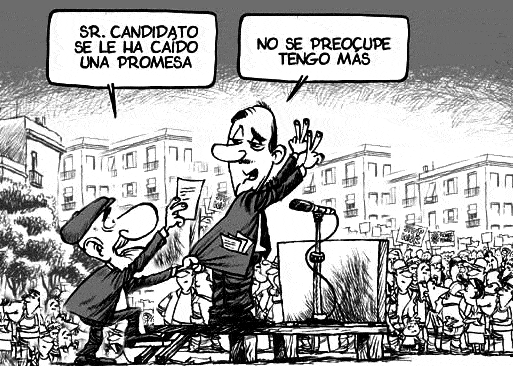 SR. CANDIDATO
SE LE HA CAÍDO
UNA PROMESA
NO SE PREOCUPE
TENGO MÁS